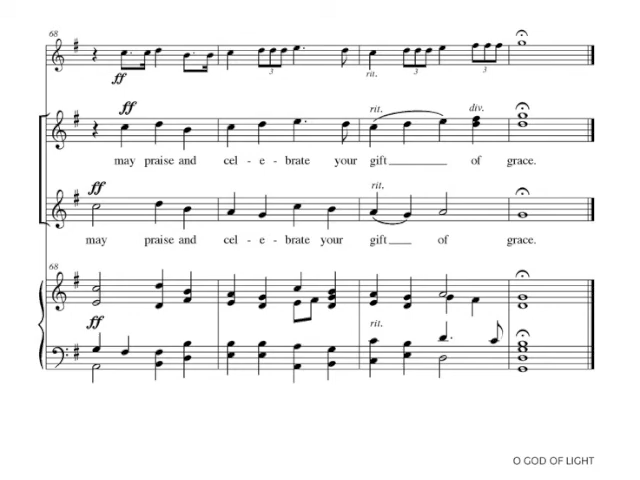 68
ff
3
3
rit.
3
3
ff
rit.
div.
may praise and cel - e - brate your gift of grace.
ff
rit.
may praise and cel - e - brate your gift of grace.
68
ff
rit.
O GOD OF LIGHT